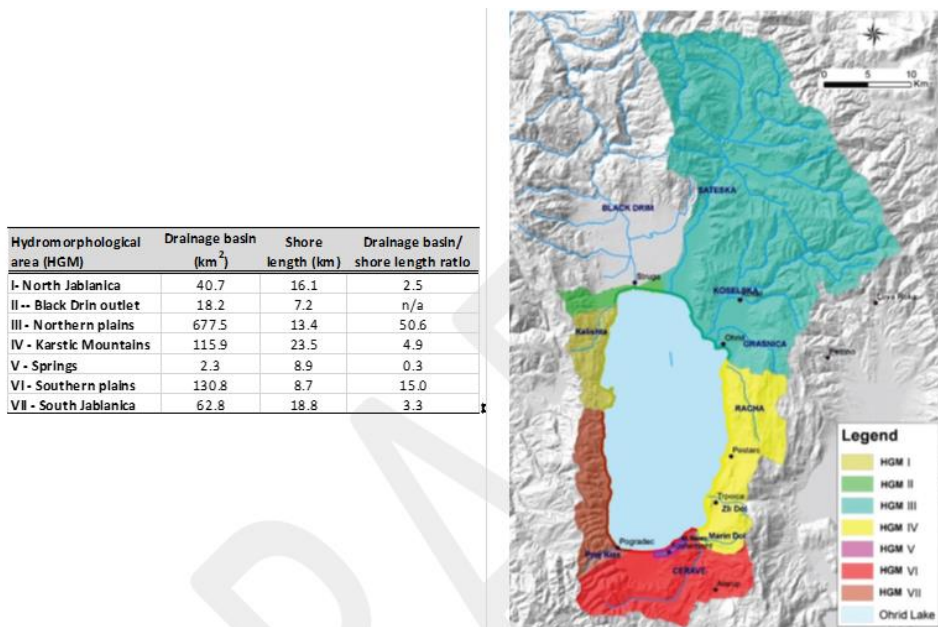 Hydromorphological area (HGM) Drainage basin (km²) Shore length (km) Drainage basin/ shore length ratio
I- North Jablanica 40.7 16.1 2.5
II -- Black Drin outlet 18.2 7.2 n/a
III - Northern plains 677.5 13.4 50.6
IV - Karstic Mountains 115.9 23.5 4.9
V - Springs 2.3 8.9 0.3
VI - Southern plains 130.8 8.7 15.0
VII - South Jablanica 62.8 18.8 3.3
0 5 10
Km
SATESKA
BLACK DRIM
Struga
KOSELSKA
Kalishta
Ohrid
GRASNICA
RACHA
Pestani
Trpejca
Zli Dol
Marin Dol
Pogradec
CERAVE
Legend
HGM I
HGM II
HGM III
HGM IV
HGM V
HGM VI
HGM VII
Ohrid Lake
DRAF